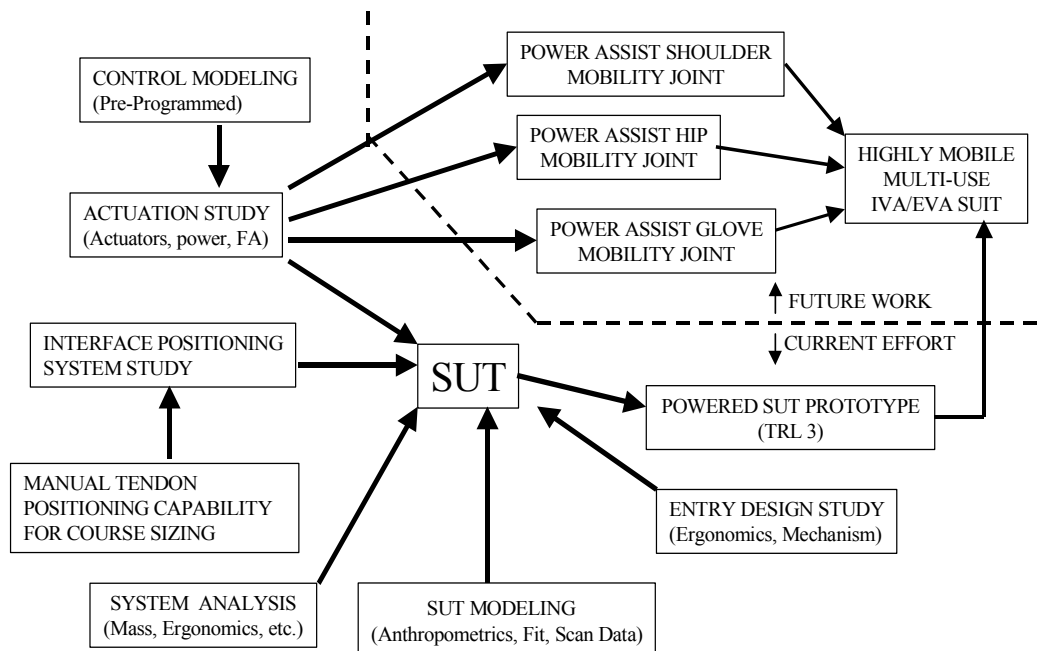 CONTROL MODELING
(Pre-Programmed)
POWER ASSIST SHOULDER
MOBILITY JOINT
POWER ASSIST HIP
MOBILITY JOINT
HIGHLY MOBILE
MULTI-USE
IVA/EVA SUIT
ACTUATION STUDY
(Actuators, power, FA)
POWER ASSIST GLOVE
MOBILITY JOINT
FUTURE WORK
CURRENT EFFORT
INTERFACE POSITIONING
SYSTEM STUDY
SUT
POWERED SUT PROTOTYPE
(TRL 3)
MANUAL TENDON
POSITIONING CAPABILITY
FOR COURSE SIZING
ENTRY DESIGN STUDY
(Ergonomics, Mechanism)
SYSTEM ANALYSIS
(Mass, Ergonomics, etc.)
SUT MODELING
(Anthropometrics, Fit, Scan Data)